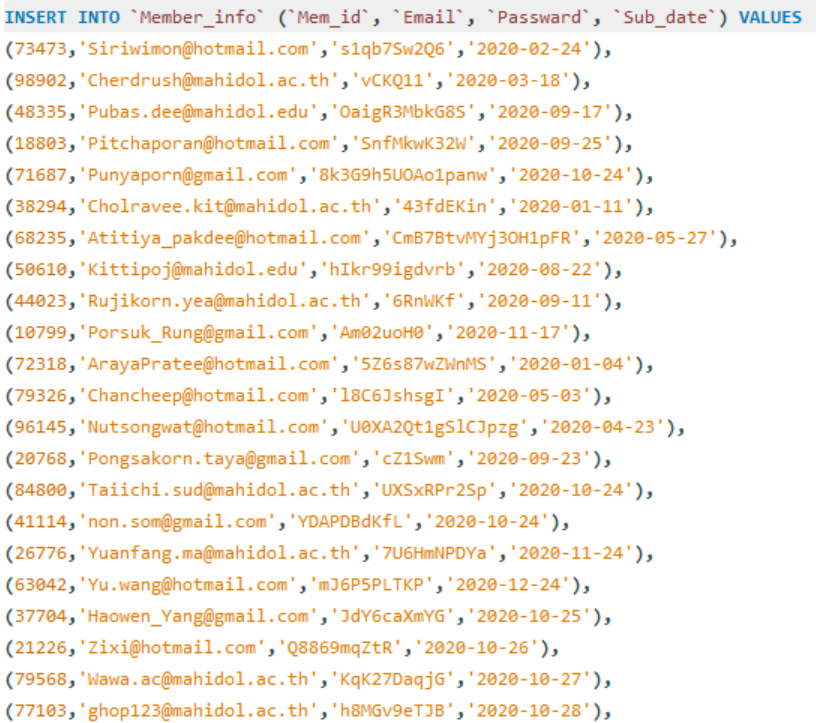 INSERT INTO `Member_info` (`Mem_id`, `Email`, `Passward`, `Sub_date`) VALUES
(73473,'Siriwimon@hotmail.com','s1qb7Sw2Q6','2020-02-24'),
(98902,'Cherdrush@mahidol.ac.th','vCKQ11','2020-03-18'),
(48335,'Pubas.dee@mahidol.edu','OaigR3MbkG8S','2020-09-17'),
(18803,'Pitchaporan@hotmail.com','SnfMkwK32W','2020-09-25'),
(71687,'Punyaporn@gmail.com','8k3G9h5UOAo1panw','2020-10-24'),
(38294,'Cholravee.kit@mahidol.ac.th','43fdEKin','2020-01-11'),
(68235,'Atitiya_pakdee@hotmail.com','CmB7BtvMYj3OH1pFR','2020-05-27'),
(50610,'Kittipoj@mahidol.edu','hIkr99igdvrb','2020-08-22'),
(44023,'Rujikorn.yea@mahidol.ac.th','6RnWKf','2020-09-11'),
(10799,'Porsuk_Rung@gmail.com','Am02uoH0','2020-11-17'),
(72318,'ArayaPratee@hotmail.com','5Z6s87wZWnMS','2020-01-04'),
(79326,'Chancheep@hotmail.com','l8C6JshsgI','2020-05-03'),
(96145,'Nutsongwat@hotmail.com','U0XA2Qt1gSlCJpzg','2020-04-23'),
(20768,'Pongsakorn.taya@gmail.com','cZ1Swm','2020-09-23'),
(84800,'Taiichi.sud@mahidol.ac.th','UXSxRPr2Sp','2020-10-24'),
(41114,'non.som@gmail.com','YDAPDBdKfL','2020-10-24'),
(26776,'Yuanfang.ma@mahidol.ac.th','7U6HmNPDYa','2020-11-24'),
(63042,'Yu.wang@hotmail.com','mJ6P5PLTKP','2020-12-24'),
(37704,'Haowen_Yang@gmail.com','JdY6caXmYG','2020-10-25'),
(21226,'Zixi@hotmail.com','Q8869mqZtR','2020-10-26'),
(79568,'Wawa.ac@mahidol.ac.th','KqK27DaqjG','2020-10-27'),
(77103,'ghop123@mahidol.ac.th','h8MGv9eTJB','2020-10-28'),